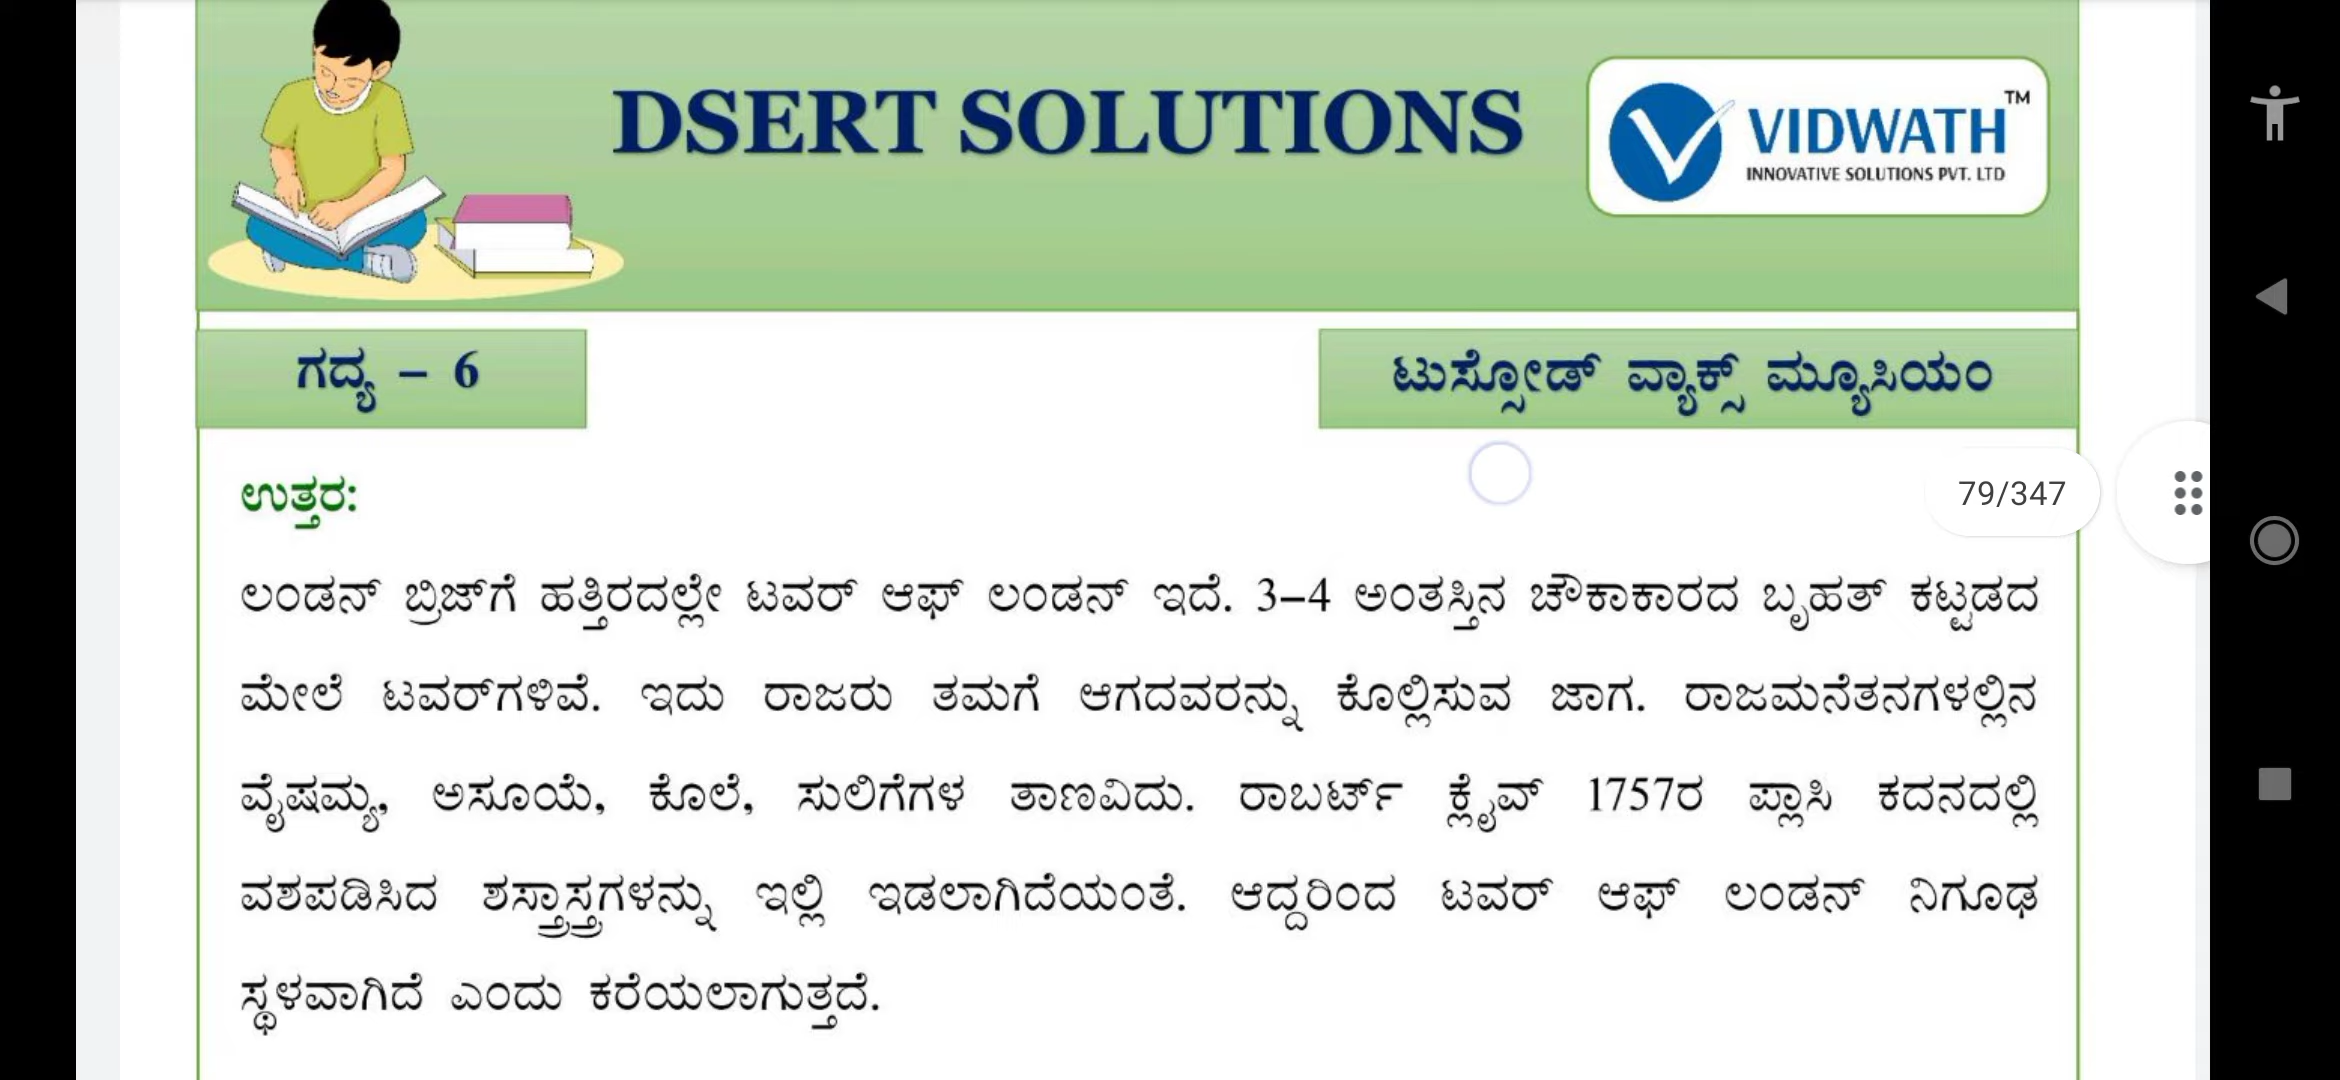 DSERT SOLUTIONS
VIDWATH™
INNOVATIVE SOLUTIONS PVT. LTD
ಗದ್ಯ – 6
ಟುಸ್ಸೋಡ್ ವ್ಯಾಕ್ಸ್ ಮ್ಯೂಸಿಯಂ
ಉತ್ತರ:
79/347
ಲಂಡನ್ ಬ್ರಿಜ್‌ಗೆ ಹತ್ತಿರದಲ್ಲೇ ಟವರ್ ಆಫ್ ಲಂಡನ್ ಇದೆ. 3–4 ಅಂತಸ್ತಿನ ಚೌಕಾಕಾರದ ಬೃಹತ್ ಕಟ್ಟಡದ
ಮೇಲೆ ಟವರ್‌ಗಳಿವೆ. ಇದು ರಾಜರು ತಮಗೆ ಆಗದವರನ್ನು ಕೊಲ್ಲಿಸುವ ಜಾಗ. ರಾಜಮನೆತನಗಳಲ್ಲಿನ
ವೈಷಮ್ಯ, ಅಸೂಯೆ, ಕೊಲೆ, ಸುಲಿಗೆಗಳ ತಾಣವಿದು. ರಾಬರ್ಟ್ ಕ್ಲೈವ್ 1757ರ ಪ್ಲಾಸಿ ಕದನದಲ್ಲಿ
ವಶಪಡಿಸಿದ ಶಸ್ತ್ರಾಸ್ತ್ರಗಳನ್ನು ಇಲ್ಲಿ ಇಡಲಾಗಿದೆಯಂತೆ. ಆದ್ದರಿಂದ ಟವರ್ ಆಫ್ ಲಂಡನ್ ನಿಗೂಢ
ಸ್ಥಳವಾಗಿದೆ ಎಂದು ಕರೆಯಲಾಗುತ್ತದೆ.